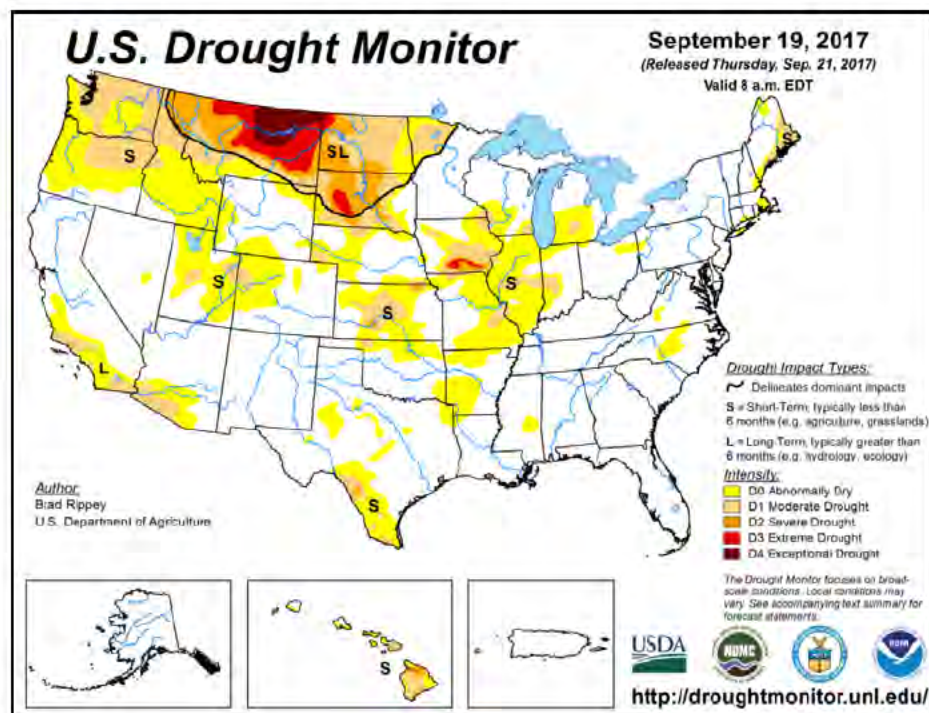 U.S. Drought Monitor
September 19, 2017
(Released Thursday, Sep. 21, 2017)
Valid 8 a.m. EDT
S
SL
S
S
S
S
L
S
Drought Impact Types:
Delineates dominant impacts
S = Short-Term, typically less than
6 months (e.g. agriculture, grasslands)
L = Long-Term, typically greater than
6 months (e.g. hydrology, ecology)
Intensity:
D0 Abnormally Dry
D1 Moderate Drought
D2 Severe Drought
D3 Extreme Drought
D4 Exceptional Drought
Author:
Brad Rippey
U.S. Department of Agriculture
The Drought Monitor focuses on broad-
scale conditions. Local conditions may
vary. See accompanying text summary for
forecast statements.
S
USDA
NDMC
http://droughtmonitor.unl.edu/